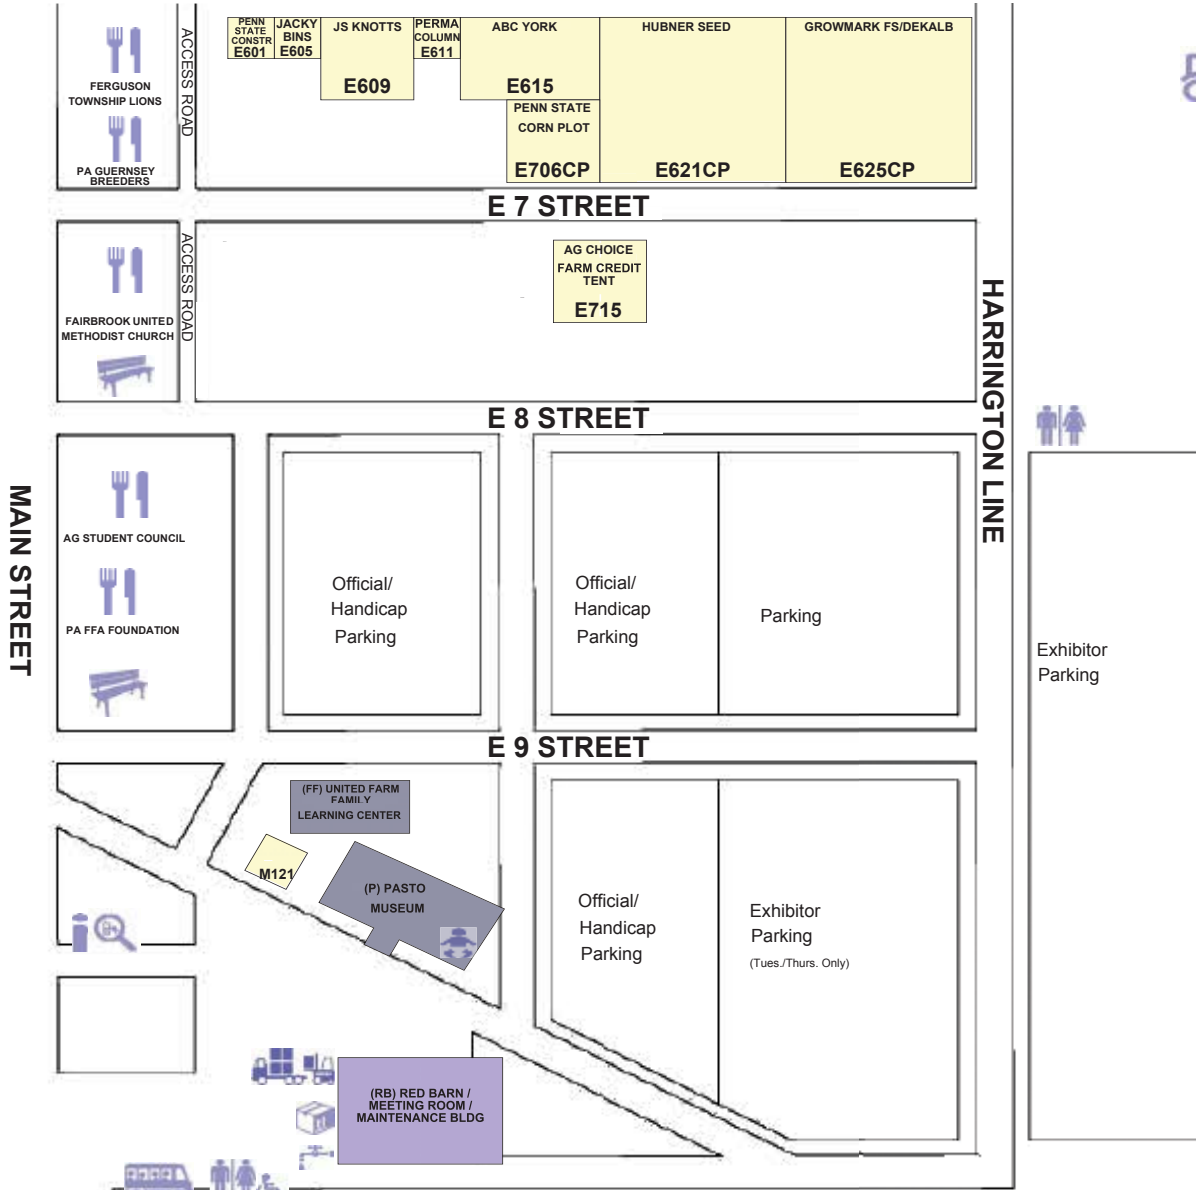 PENN
STATE
CONSTR
E601
JACKY
BINS
E605
JS KNOTTS
E609
PERMA
COLUMN
E611
ABC YORK
E615
HUBNER SEED
E621CP
GROWMARK FS/DEKALB
E625CP
PENN STATE
CORN PLOT
E706CP
FERGUSON
TOWNSHIP LIONS
PA GUERNSEY
BREEDERS
ACCESS ROAD
E 7 STREET
AG CHOICE
FARM CREDIT
TENT
E715
ACCESS ROAD
FAIRBROOK UNITED
METHODIST CHURCH
HARRINGTON LINE
E 8 STREET
MAIN STREET
AG STUDENT COUNCIL
PA FFA FOUNDATION
Official/
Handicap
Parking
Official/
Handicap
Parking
Parking
Exhibitor
Parking
E 9 STREET
(FF) UNITED FARM
FAMILY
LEARNING CENTER
M121
(P) PASTO
MUSEUM
Official/
Handicap
Parking
Exhibitor
Parking
(Tues./Thurs. Only)
(RB) RED BARN /
MEETING ROOM /
MAINTENANCE BLDG